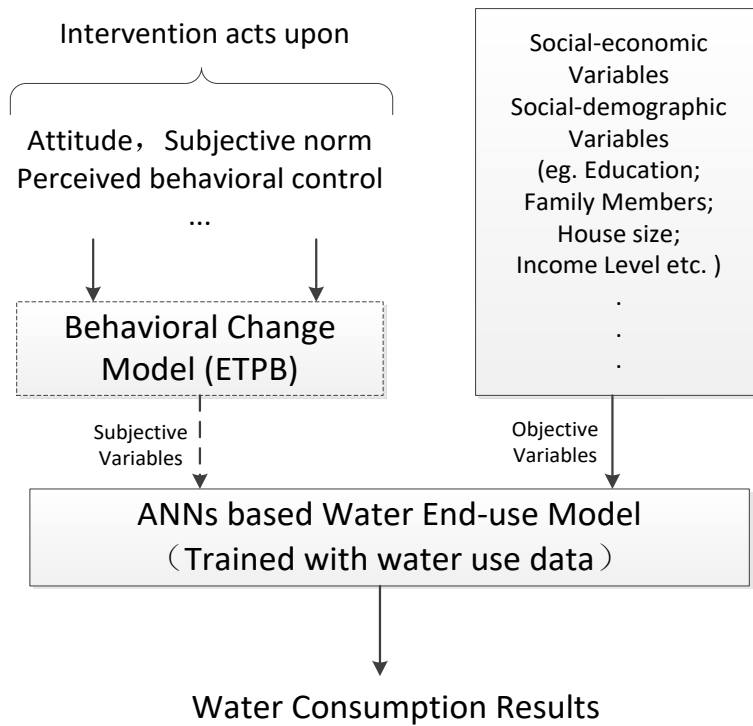 Intervention acts upon
Attitude，Subjective norm
Perceived behavioral control
...
Behavioral Change
Model (ETPB)
Subjective
Variables
Social-economic
Variables
Social-demographic
Variables
(eg. Education;
Family Members;
House size;
Income Level etc. )
.
.
.
Objective
Variables
ANNs based Water End-use Model
（Trained with water use data）
Water Consumption Results